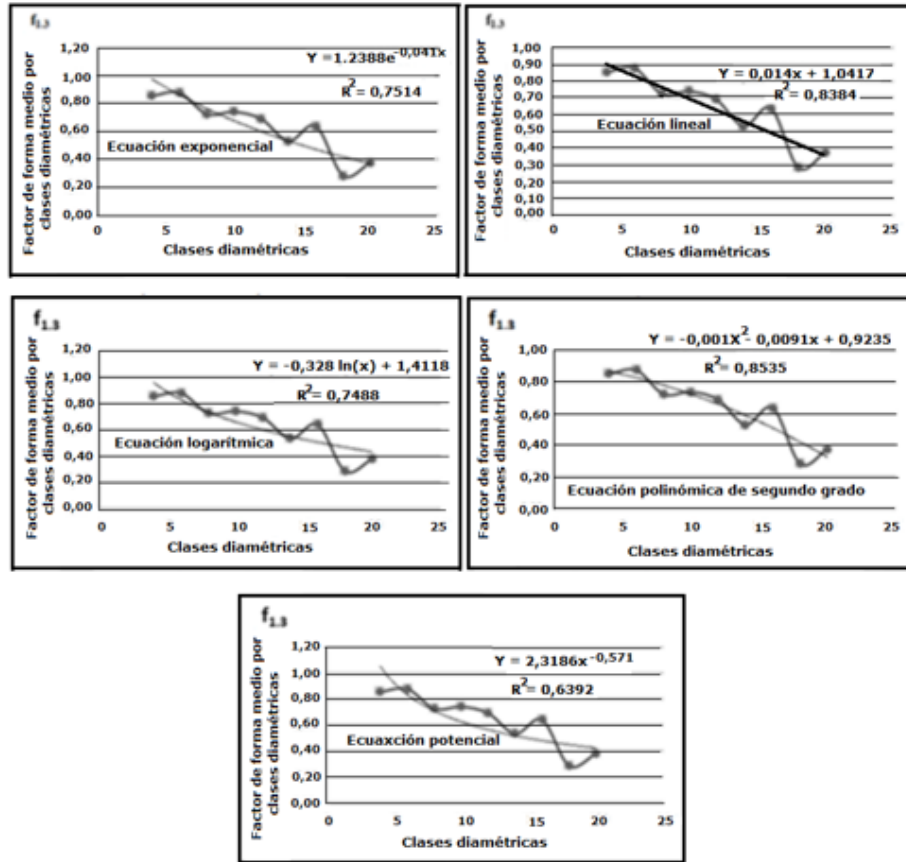 f1.3
Factor de forma medio por
clases diamétricas
1,20
1,00
0,80
0,60
0,40
0,20
0,00
Y =1.2388e-0,041x
R2 = 0,7514
Ecuación exponencial
0 5 10 15 20 25
Clases diamétricas
f1.3
Factor de forma medio por
clases diamétricas
1,00
0,90
0,80
0,70
0,60
0,50
0,40
0,30
0,20
0,10
0,00
Y = 0,014x + 1,0417
R2 = 0,8384
Ecuación lineal
0 5 10 15 20 25
Clases diamétricas
f1.3
Factor de forma medio por
clases diamétricas
1,20
1,00
0,80
0,60
0,40
0,20
0,00
Y = -0,328 ln(x) + 1,4118
R2 = 0,7488
Ecuación logarítmica
0 5 10 15 20 25
Clases diamétricas
f1.3
Factor de forma medio por
clases diamétricas
1,00
0,80
0,60
0,40
0,20
0,00
Y = -0,001X2- 0,0091x + 0,9235
R2 = 0,8535
Ecuación polinómica de segundo grado
0 5 10 15 20 25
Clases diamétricas
f1.3
Factor de forma medio por
clases diamétricas
1,20
1,00
0,80
0,60
0,40
0,20
0,00
Y = 2,3186x-0,571
R2= 0,6392
Ecuaxción potencial
0 5 10 15 20 25
Clases diamétricas